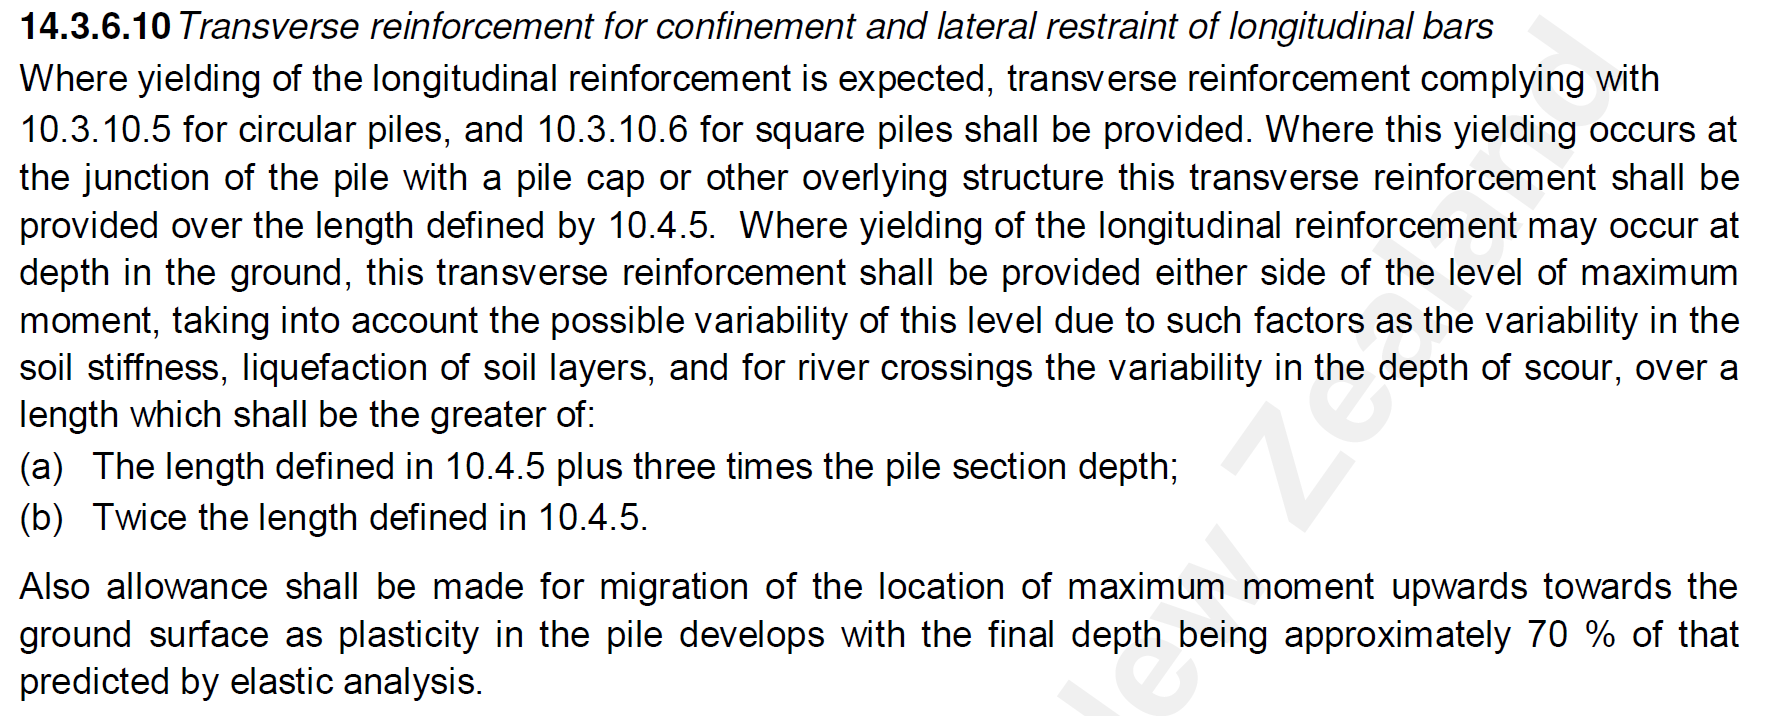 14.3.6.10 Transverse reinforcement for confinement and lateral restraint of longitudinal bars
Where yielding of the longitudinal reinforcement is expected, transverse reinforcement complying with
10.3.10.5 for circular piles, and 10.3.10.6 for square piles shall be provided. Where this yielding occurs at
the junction of the pile with a pile cap or other overlying structure this transverse reinforcement shall be
provided over the length defined by 10.4.5.  Where yielding of the longitudinal reinforcement may occur at
depth in the ground, this transverse reinforcement shall be provided either side of the level of maximum
moment, taking into account the possible variability of this level due to such factors as the variability in the
soil stiffness, liquefaction of soil layers, and for river crossings the variability in the depth of scour, over a
length which shall be the greater of:
(a) The length defined in 10.4.5 plus three times the pile section depth;
(b) Twice the length defined in 10.4.5.
Also allowance shall be made for migration of the location of maximum moment upwards towards the
ground surface as plasticity in the pile develops with the final depth being approximately 70 % of that
predicted by elastic analysis.
ew Zealand